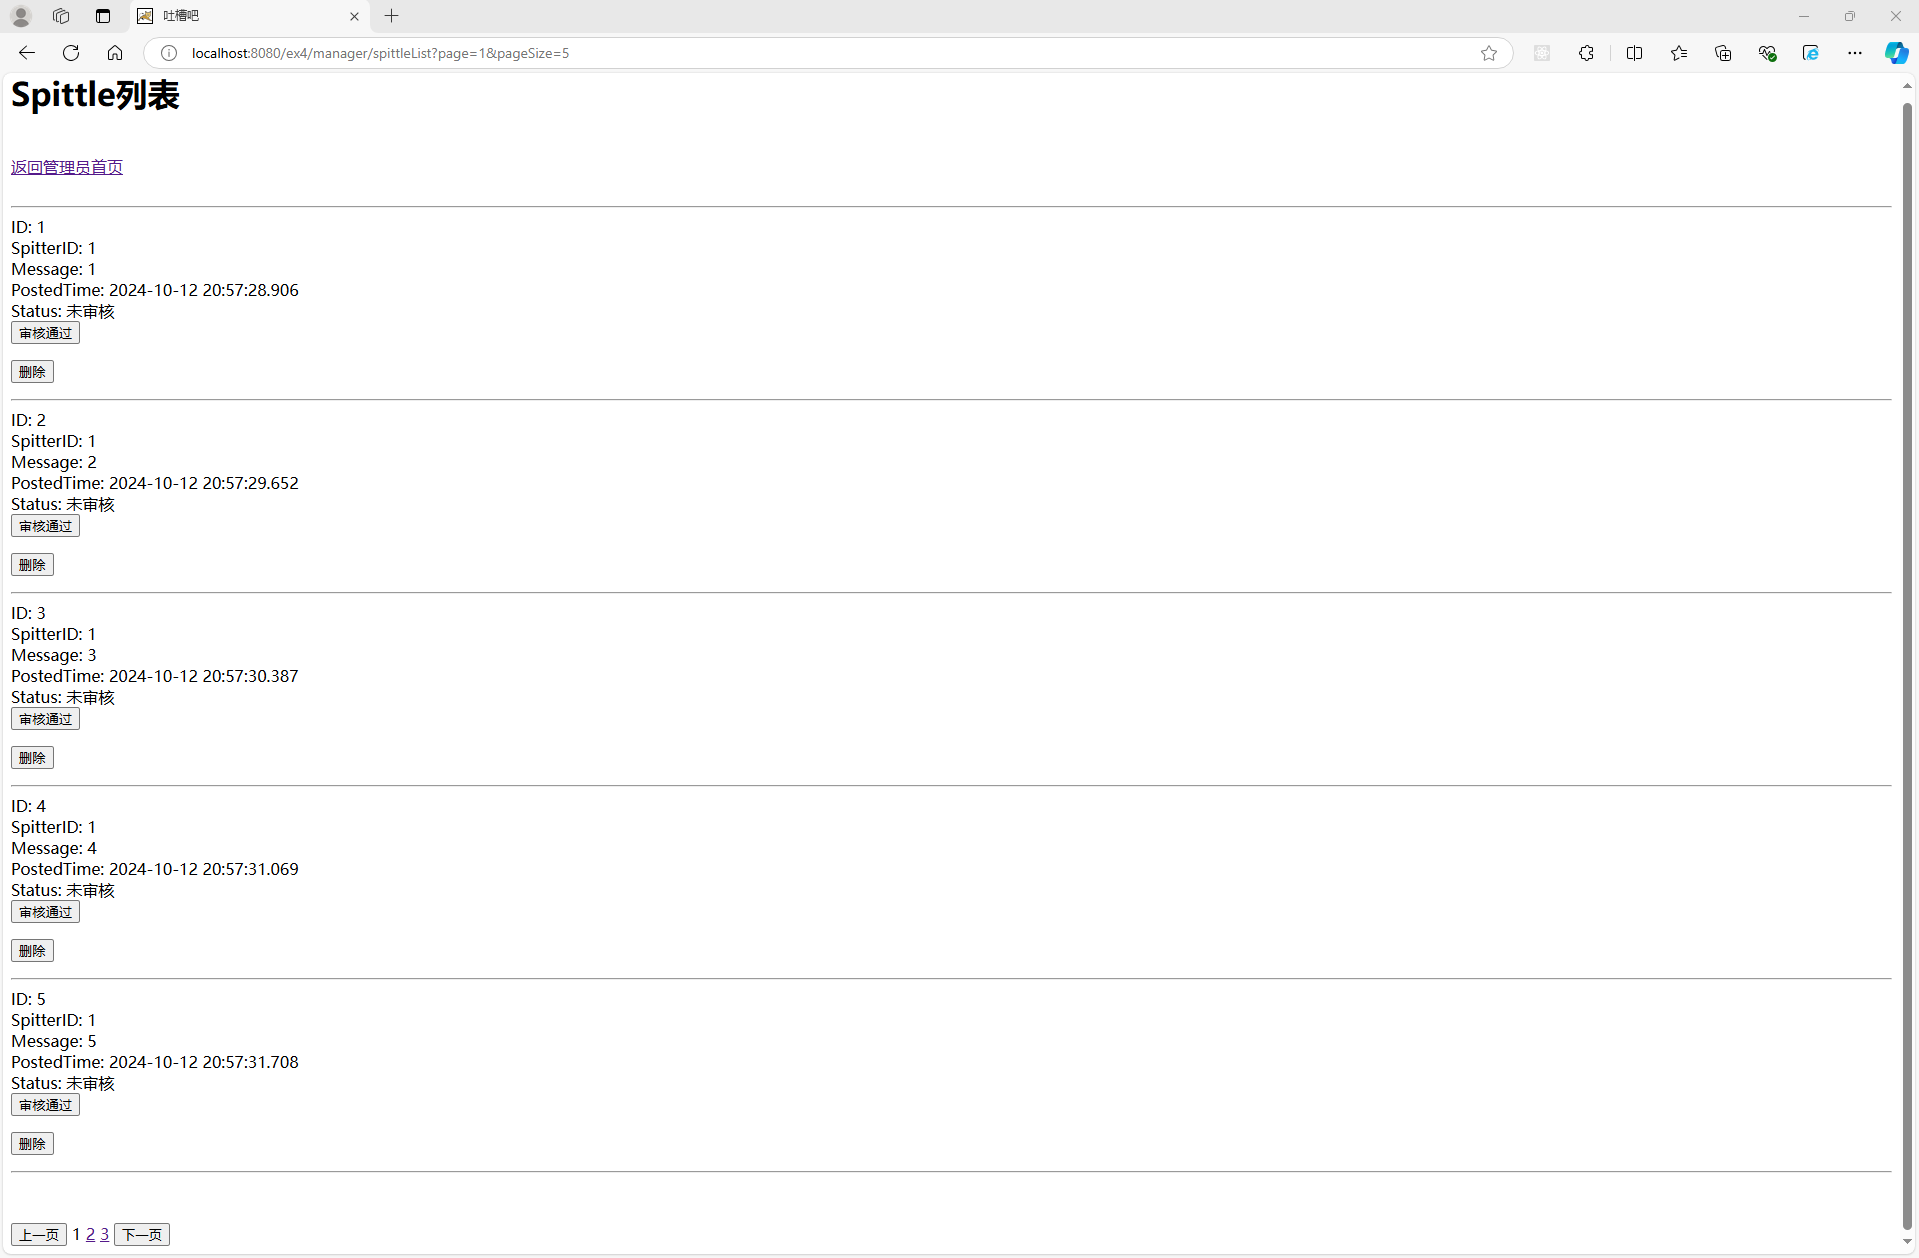 吐槽吧
localhost:8080/ex4/manager/spittleList?page=1&pageSize=5
Spittle列表
返回管理员首页
ID: 1
SpitterID: 1
Message: 1
PostedTime: 2024-10-12 20:57:28.906
Status: 未审核
审核通过
删除
ID: 2
SpitterID: 1
Message: 2
PostedTime: 2024-10-12 20:57:29.652
Status: 未审核
审核通过
删除
ID: 3
SpitterID: 1
Message: 3
PostedTime: 2024-10-12 20:57:30.387
Status: 未审核
审核通过
删除
ID: 4
SpitterID: 1
Message: 4
PostedTime: 2024-10-12 20:57:31.069
Status: 未审核
审核通过
删除
ID: 5
SpitterID: 1
Message: 5
PostedTime: 2024-10-12 20:57:31.708
Status: 未审核
审核通过
删除
上一页 1 2 3 下一页